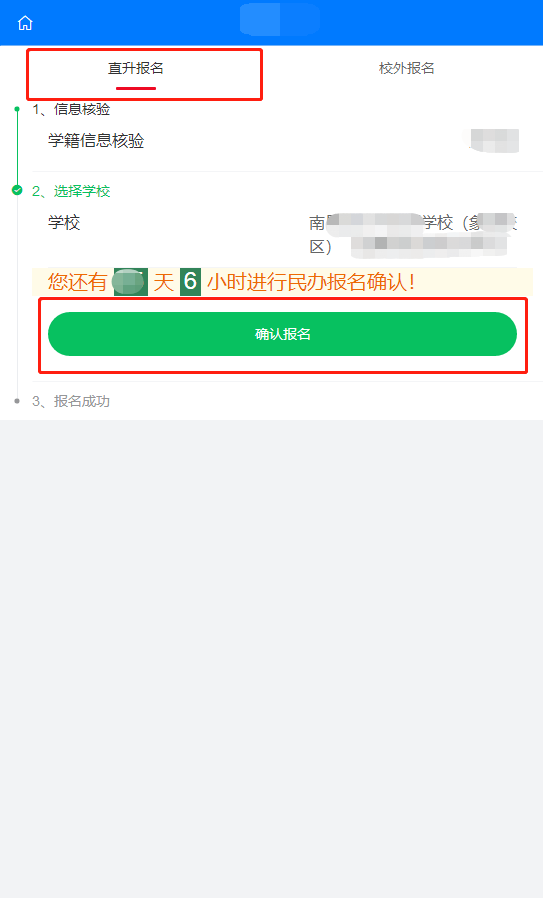 直升报名 校外报名
1、信息核验
学籍信息核验
2、选择学校
学校 南 学校（象 区）
您还有 天 6 小时进行民办报名确认！
确认报名
3、报名成功